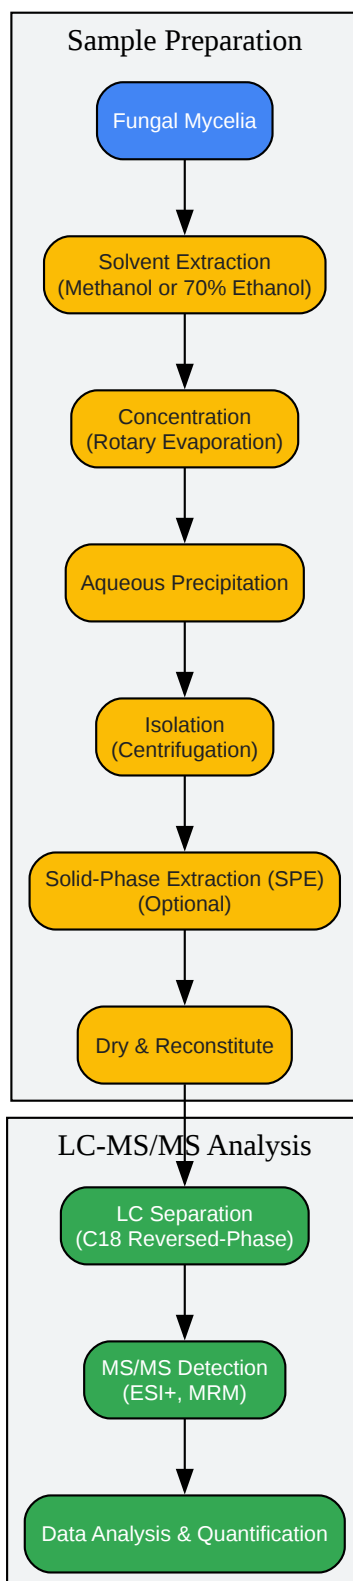 Sample Preparation
Fungal Mycelia
Solvent Extraction
(Methanol or 70% Ethanol)
Concentration
(Rotary Evaporation)
Aqueous Precipitation
Isolation
(Centrifugation)
Solid-Phase Extraction (SPE)
(Optional)
Dry & Reconstitute
LC-MS/MS Analysis
LC Separation
(C18 Reversed-Phase)
MS/MS Detection
(ESI+, MRM)
Data Analysis & Quantification